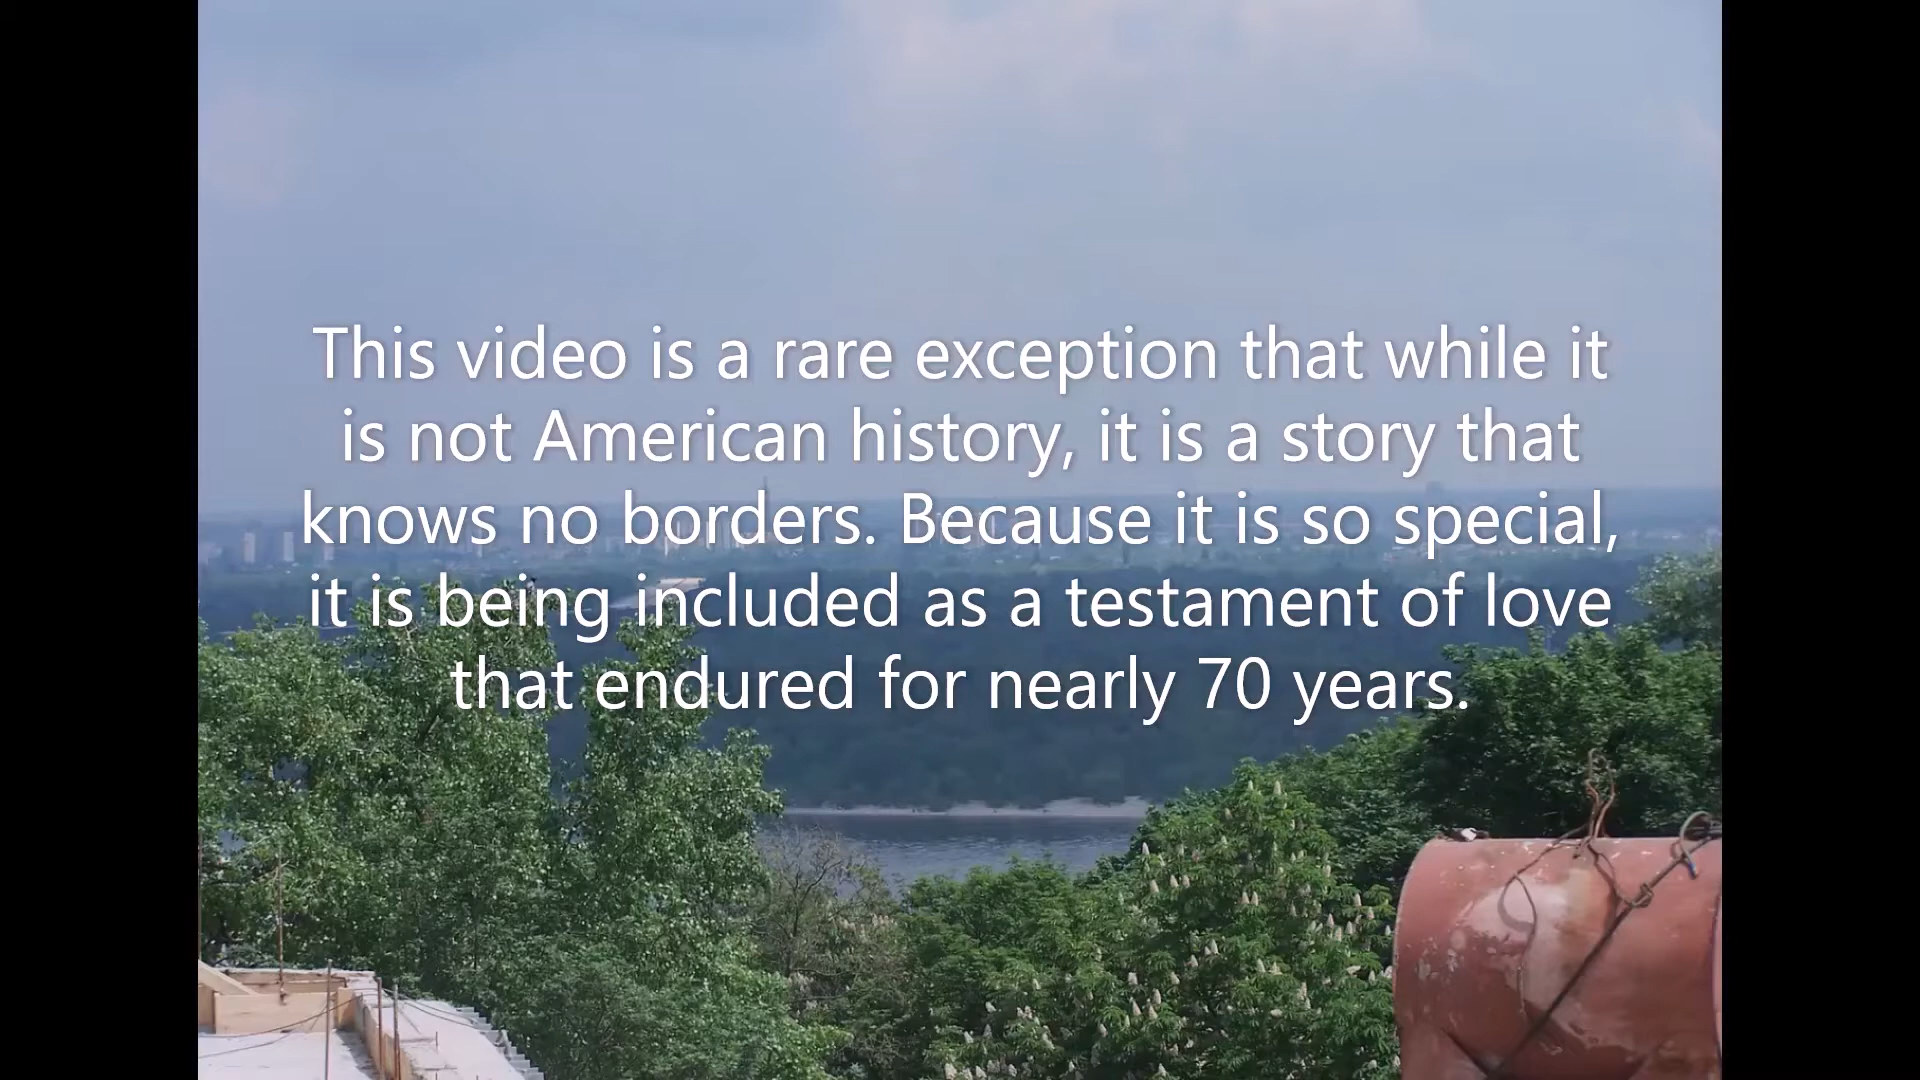 This video is a rare exception that while it
is not American history, it is a story that
knows no borders. Because it is so special,
it is being included as a testament of love
that endured for nearly 70 years.